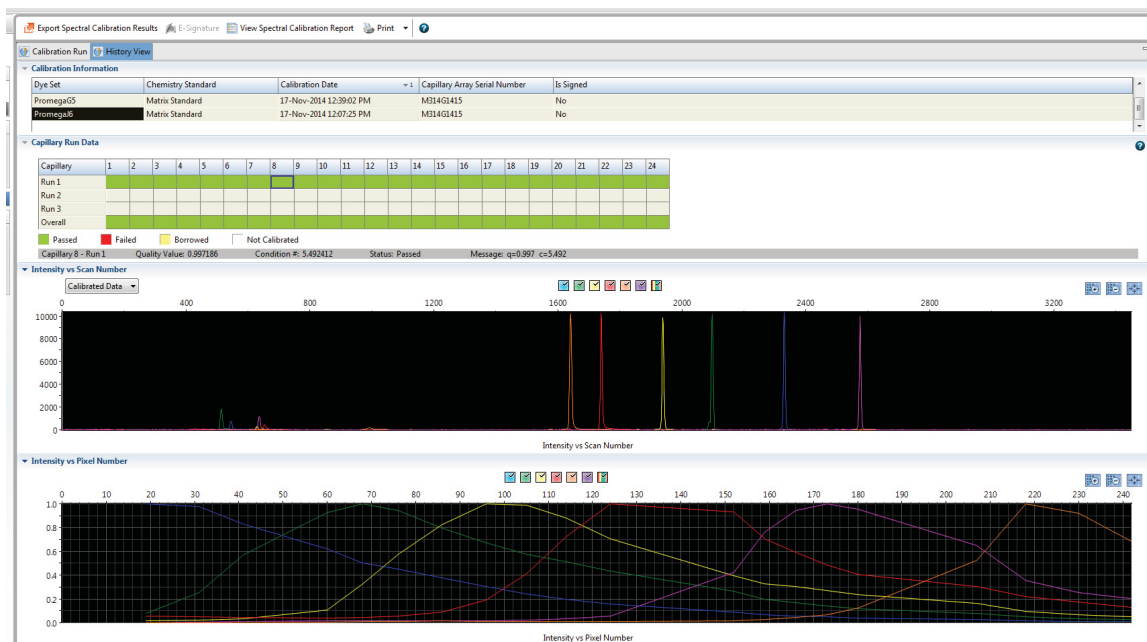 Export Spectral Calibration Results E-Signature View Spectral Calibration Report Print
Calibration Run History View
Calibration Information
Dye Set Chemistry Standard Calibration Date 1 Capillary Array Serial Number Is Signed
PromegaG5 Matrix Standard 17-Nov-2014 12:39:02 PM M314G1415 No
PromegaJ6 Matrix Standard 17-Nov-2014 12:07:25 PM M314G1415 No
Capillary Run Data
Capillary 1 2 3 4 5 6 7 8 9 10 11 12 13 14 15 16 17 18 19 20 21 22 23 24
Run 1
Run 2
Run 3
Overall
Passed Failed Borrowed Not Calibrated
Capillary 8 - Run 1 Quality Value: 0.997186 Condition #: 5.492412 Status: Passed Message: q=0.997 c=5.492
Intensity vs Scan Number
Calibrated Data
0 400 800 1200 1600 2000 2400 2800 3200
10000
8000
6000
4000
2000
0
Intensity vs Scan Number
Intensity vs Pixel Number
0 10 20 30 40 50 60 70 80 90 100 110 120 130 140 150 160 170 180 190 200 210 220 230 240
1.0
0.8
0.6
0.4
0.2
0.0
Intensity vs Pixel Number